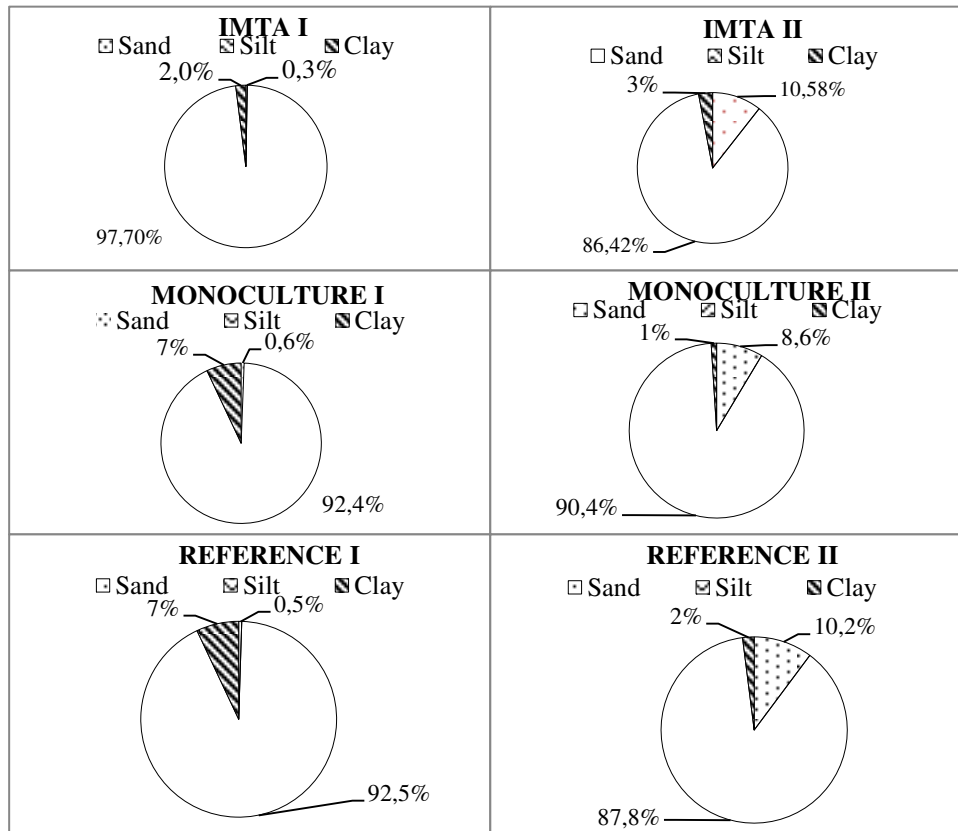 IMTA I
Sand Silt Clay
2,0% 0,3%
97,70%
IMTA II
Sand Silt Clay
3% 10,58%
86,42%
MONOCULTURE I
Sand Silt Clay
7% 0,6%
92,4%
MONOCULTURE II
Sand Silt Clay
1% 8,6%
90,4%
REFERENCE I
Sand Silt Clay
7% 0,5%
92,5%
REFERENCE II
Sand Silt Clay
2% 10,2%
87,8%